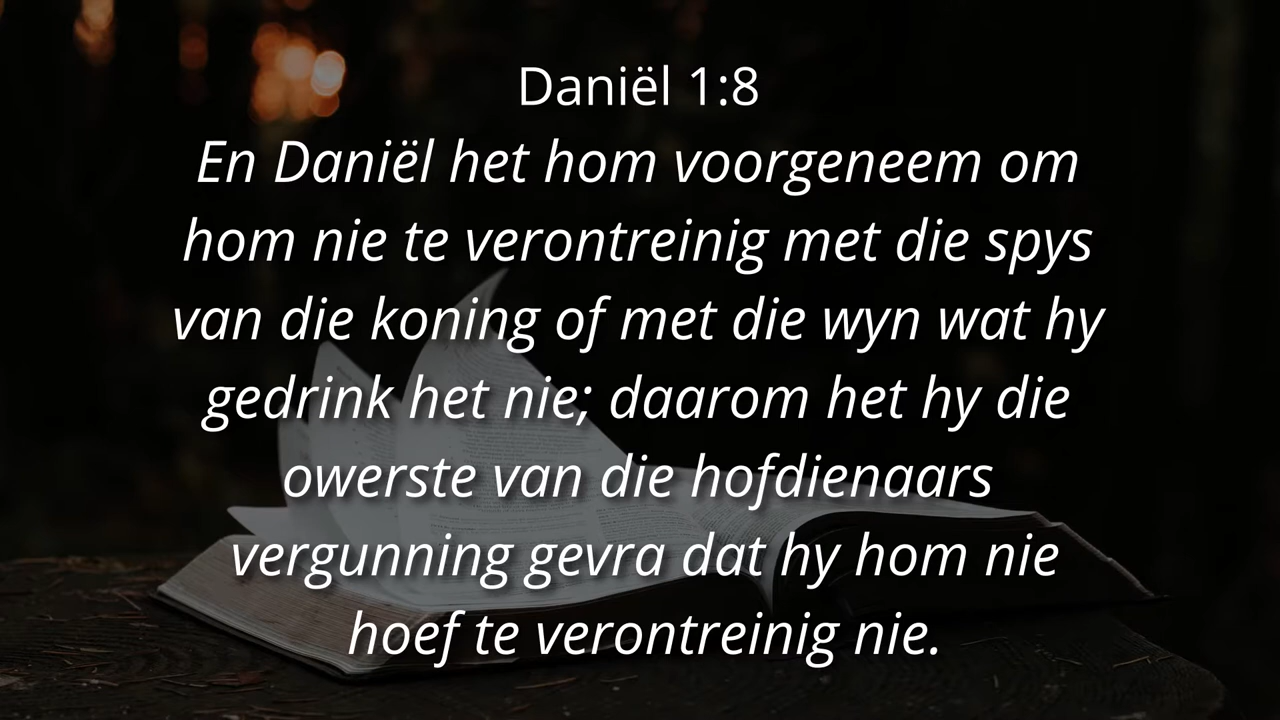 Daniël 1:8
En Daniël het hom voorgeneem om
hom nie te verontreinig met die spys
van die koning of met die wyn wat hy
gedrink het nie; daarom het hy die
owerste van die hofdienaars
vergunning gevra dat hy hom nie
hoef te verontreinig nie.